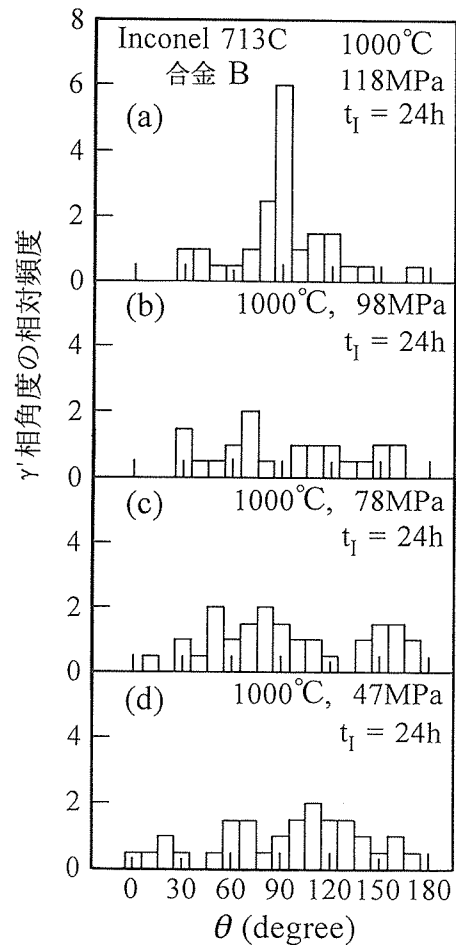 γ'相角度の相対頻度
8
6
4
2
0
Inconel 713C
合金 B
(a)
1000℃
118MPa
t_I = 24h
4
2
0
(b)
1000℃, 98MPa
t_I = 24h
4
2
0
(c)
1000℃, 78MPa
t_I = 24h
4
2
0
(d)
1000℃, 47MPa
t_I = 24h
0 30 60 90 120 150 180
θ (degree)